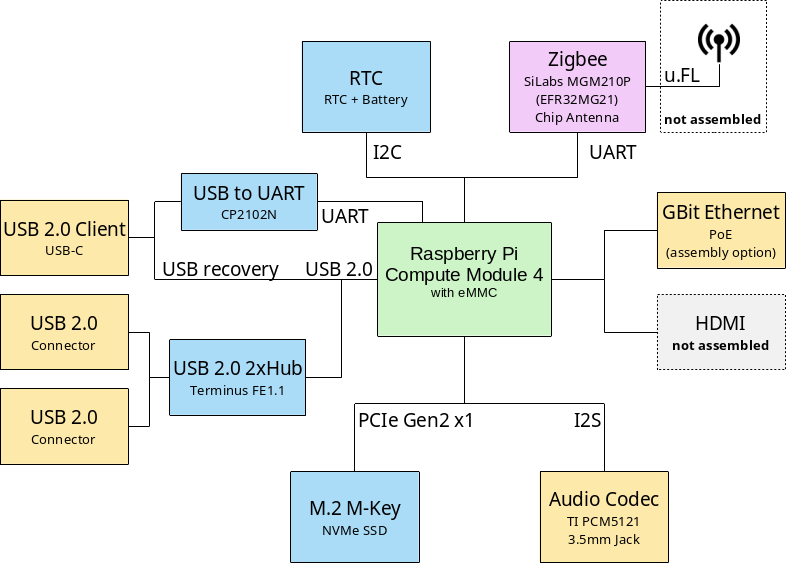 RTC
RTC + Battery
Zigbee
SiLabs MGM210P
(EFR32MG21)
Chip Antenna
u.FL
not assembled
I2C
UART
USB to UART
CP2102N
UART
USB 2.0 Client
USB-C
USB recovery
USB 2.0
Raspberry Pi
Compute Module 4
with eMMC
GBit Ethernet
PoE
(assembly option)
HDMI
not assembled
USB 2.0
Connector
USB 2.0 2xHub
Terminus FE1.1
USB 2.0
Connector
PCIe Gen2 x1
I2S
M.2 M-Key
NVMe SSD
Audio Codec
TI PCM5121
3.5mm Jack